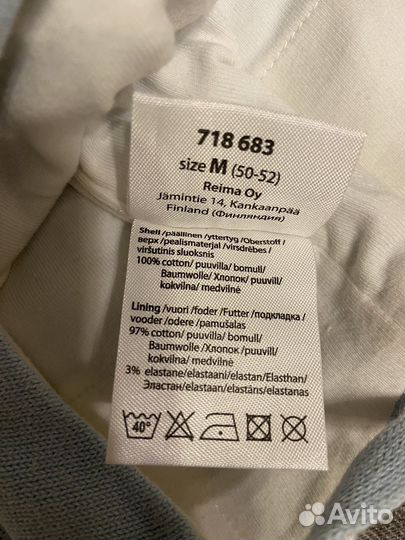 718 683
size M (50-52)
Reima Oy
Jämintie 14, Kankaanpää
Finland (Финляндия)
Shell /päällinen /yttertyg /Oberstoff /
верх /pealismaterjal /virsdrēbes /
viršutinis sluoksnis
100% cotton/ puuvilla/ bomull/
Baumwolle /Хлопок /puuvill/
kokvilna /medvilnė
Lining /vuori /foder /Futter /подкладка /
vooder /odere /pamušalas
97% cotton/ puuvilla /bomull/
Baumwolle /Хлопок /puuvill/
kokvilna /medvilnė
3% elastane/elastaani/elastan/Elasthan/
Эластан/elastaan/elastāns/elastanas
40°
Avito